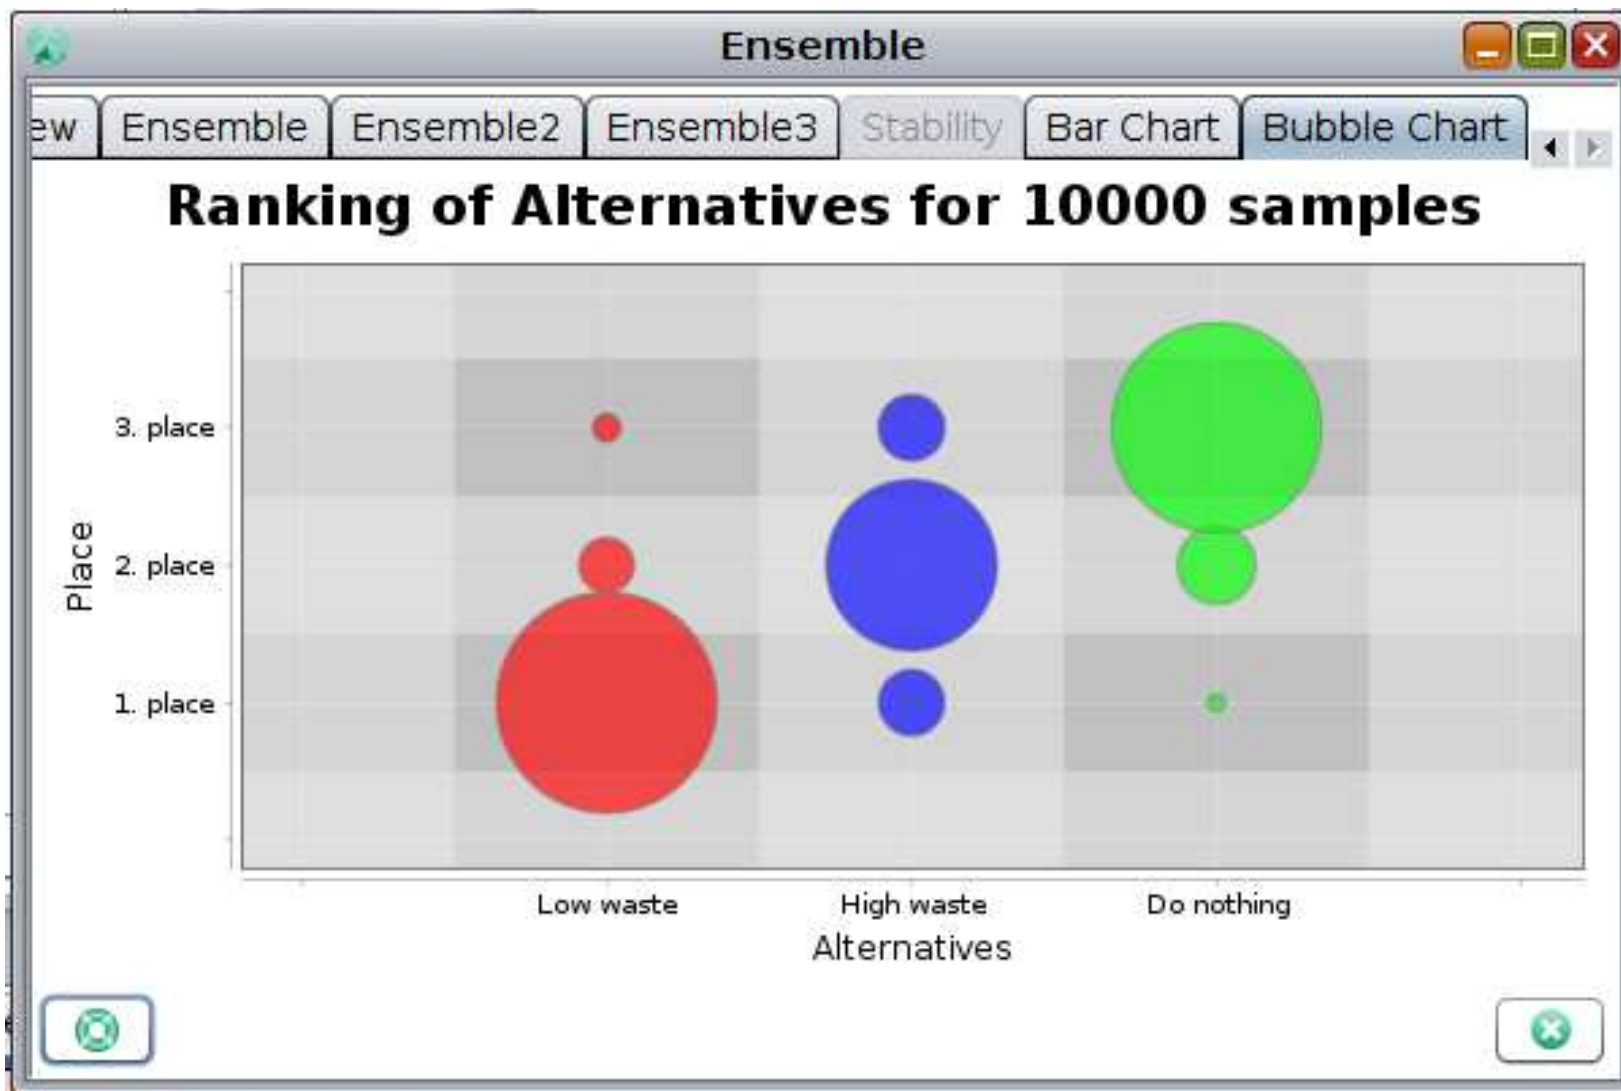 Ensemble
ew Ensemble Ensemble2 Ensemble3 Stability Bar Chart Bubble Chart
Ranking of Alternatives for 10000 samples
3. place
2. place
1. place
Place
Low waste High waste Do nothing
Alternatives